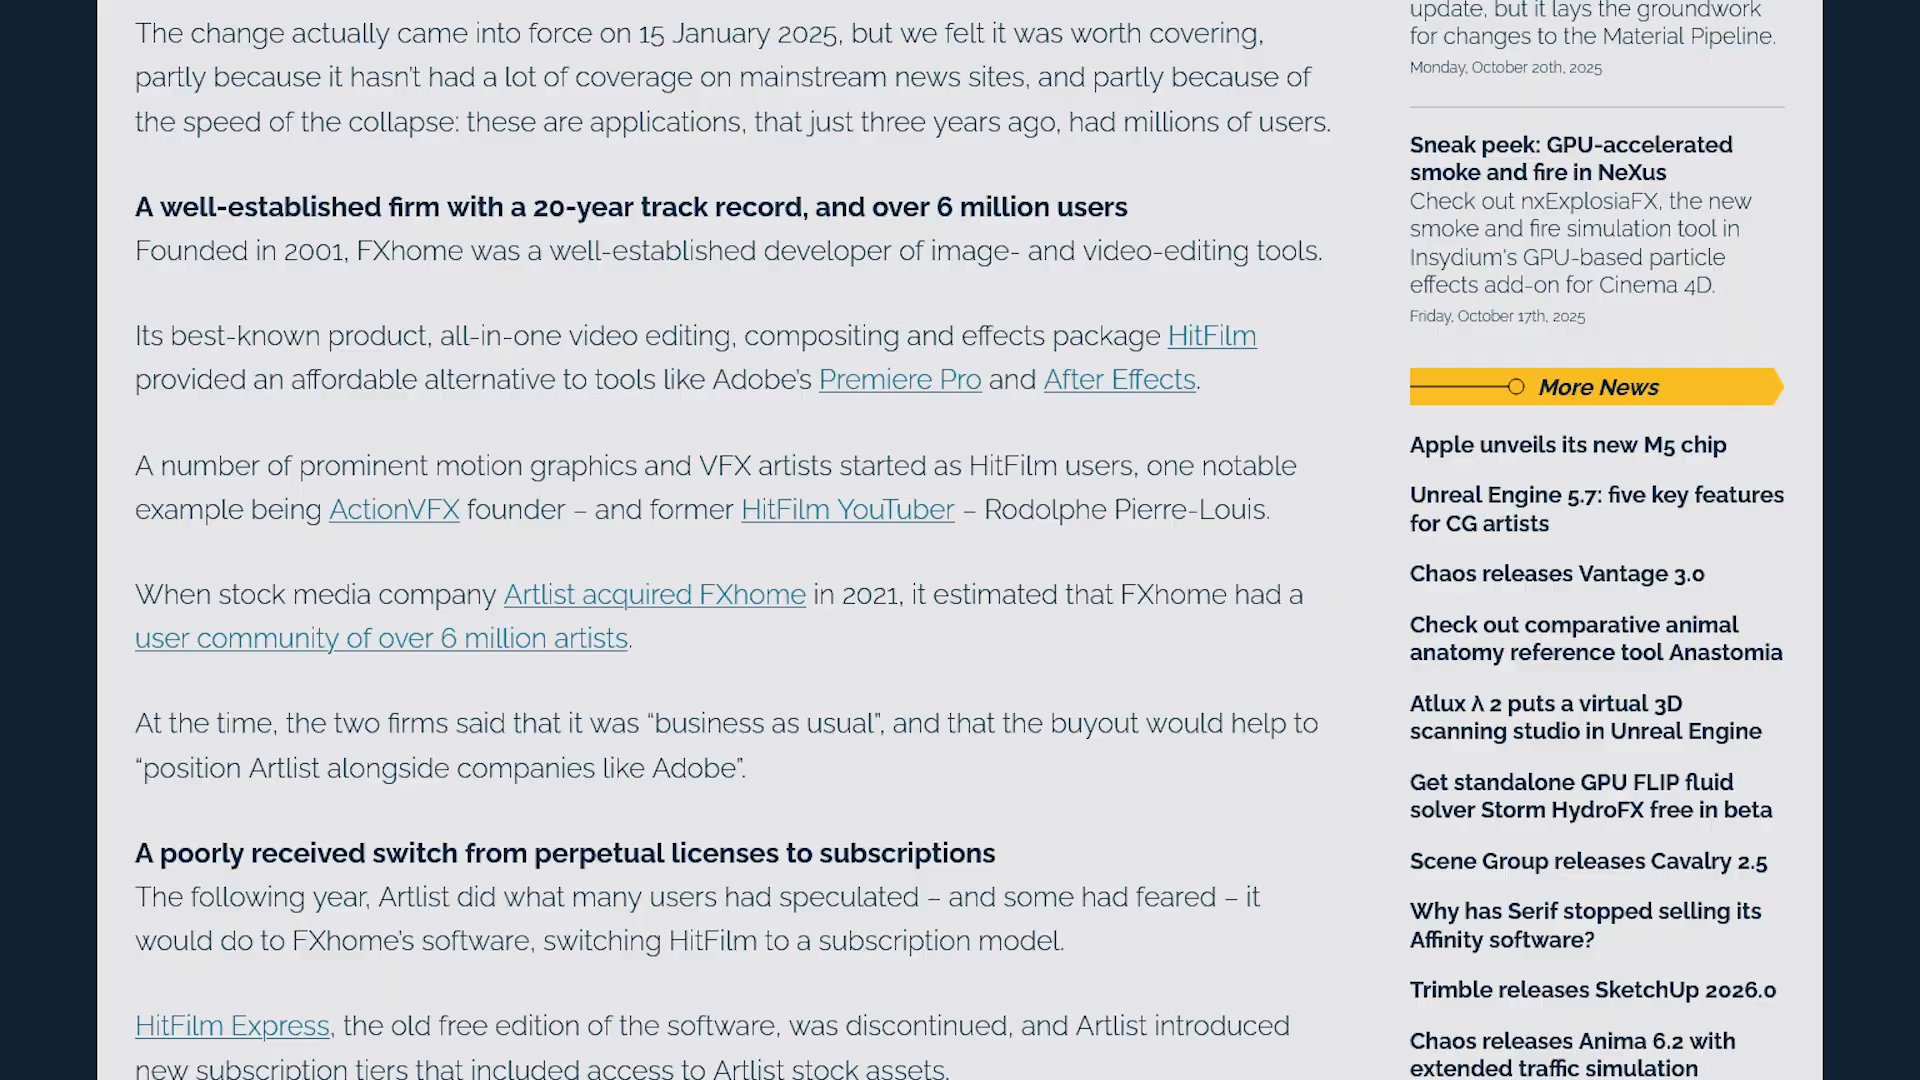 The change actually came into force on 15 January 2025, but we felt it was worth covering,
partly because it hasn't had a lot of coverage on mainstream news sites, and partly because of
the speed of the collapse: these are applications, that just three years ago, had millions of users.
A well-established firm with a 20-year track record, and over 6 million users
Founded in 2001, FXhome was a well-established developer of image- and video-editing tools.
Its best-known product, all-in-one video editing, compositing and effects package HitFilm
provided an affordable alternative to tools like Adobe's Premiere Pro and After Effects.
A number of prominent motion graphics and VFX artists started as HitFilm users, one notable
example being ActionVFX founder – and former HitFilm YouTuber – Rodolphe Pierre-Louis.
When stock media company Artlist acquired FXhome in 2021, it estimated that FXhome had a
user community of over 6 million artists.
At the time, the two firms said that it was “business as usual”, and that the buyout would help to
“position Artlist alongside companies like Adobe”.
A poorly received switch from perpetual licenses to subscriptions
The following year, Artlist did what many users had speculated – and some had feared – it
would do to FXhome's software, switching HitFilm to a subscription model.
HitFilm Express, the old free edition of the software, was discontinued, and Artlist introduced
new subscription tiers that included access to Artlist stock assets.
update, but it lays the groundwork
for changes to the Material Pipeline.
Monday, October 20th, 2025
Sneak peek: GPU-accelerated
smoke and fire in NeXus
Check out nxExplosiaFX, the new
smoke and fire simulation tool in
Insydium's GPU-based particle
effects add-on for Cinema 4D.
Friday, October 17th, 2025
More News
Apple unveils its new M5 chip
Unreal Engine 5.7: five key features
for CG artists
Chaos releases Vantage 3.0
Check out comparative animal
anatomy reference tool Anastomia
Atlux λ 2 puts a virtual 3D
scanning studio in Unreal Engine
Get standalone GPU FLIP fluid
solver Storm HydroFX free in beta
Scene Group releases Cavalry 2.5
Why has Serif stopped selling its
Affinity software?
Trimble releases SketchUp 2026.0
Chaos releases Anima 6.2 with
extended traffic simulation